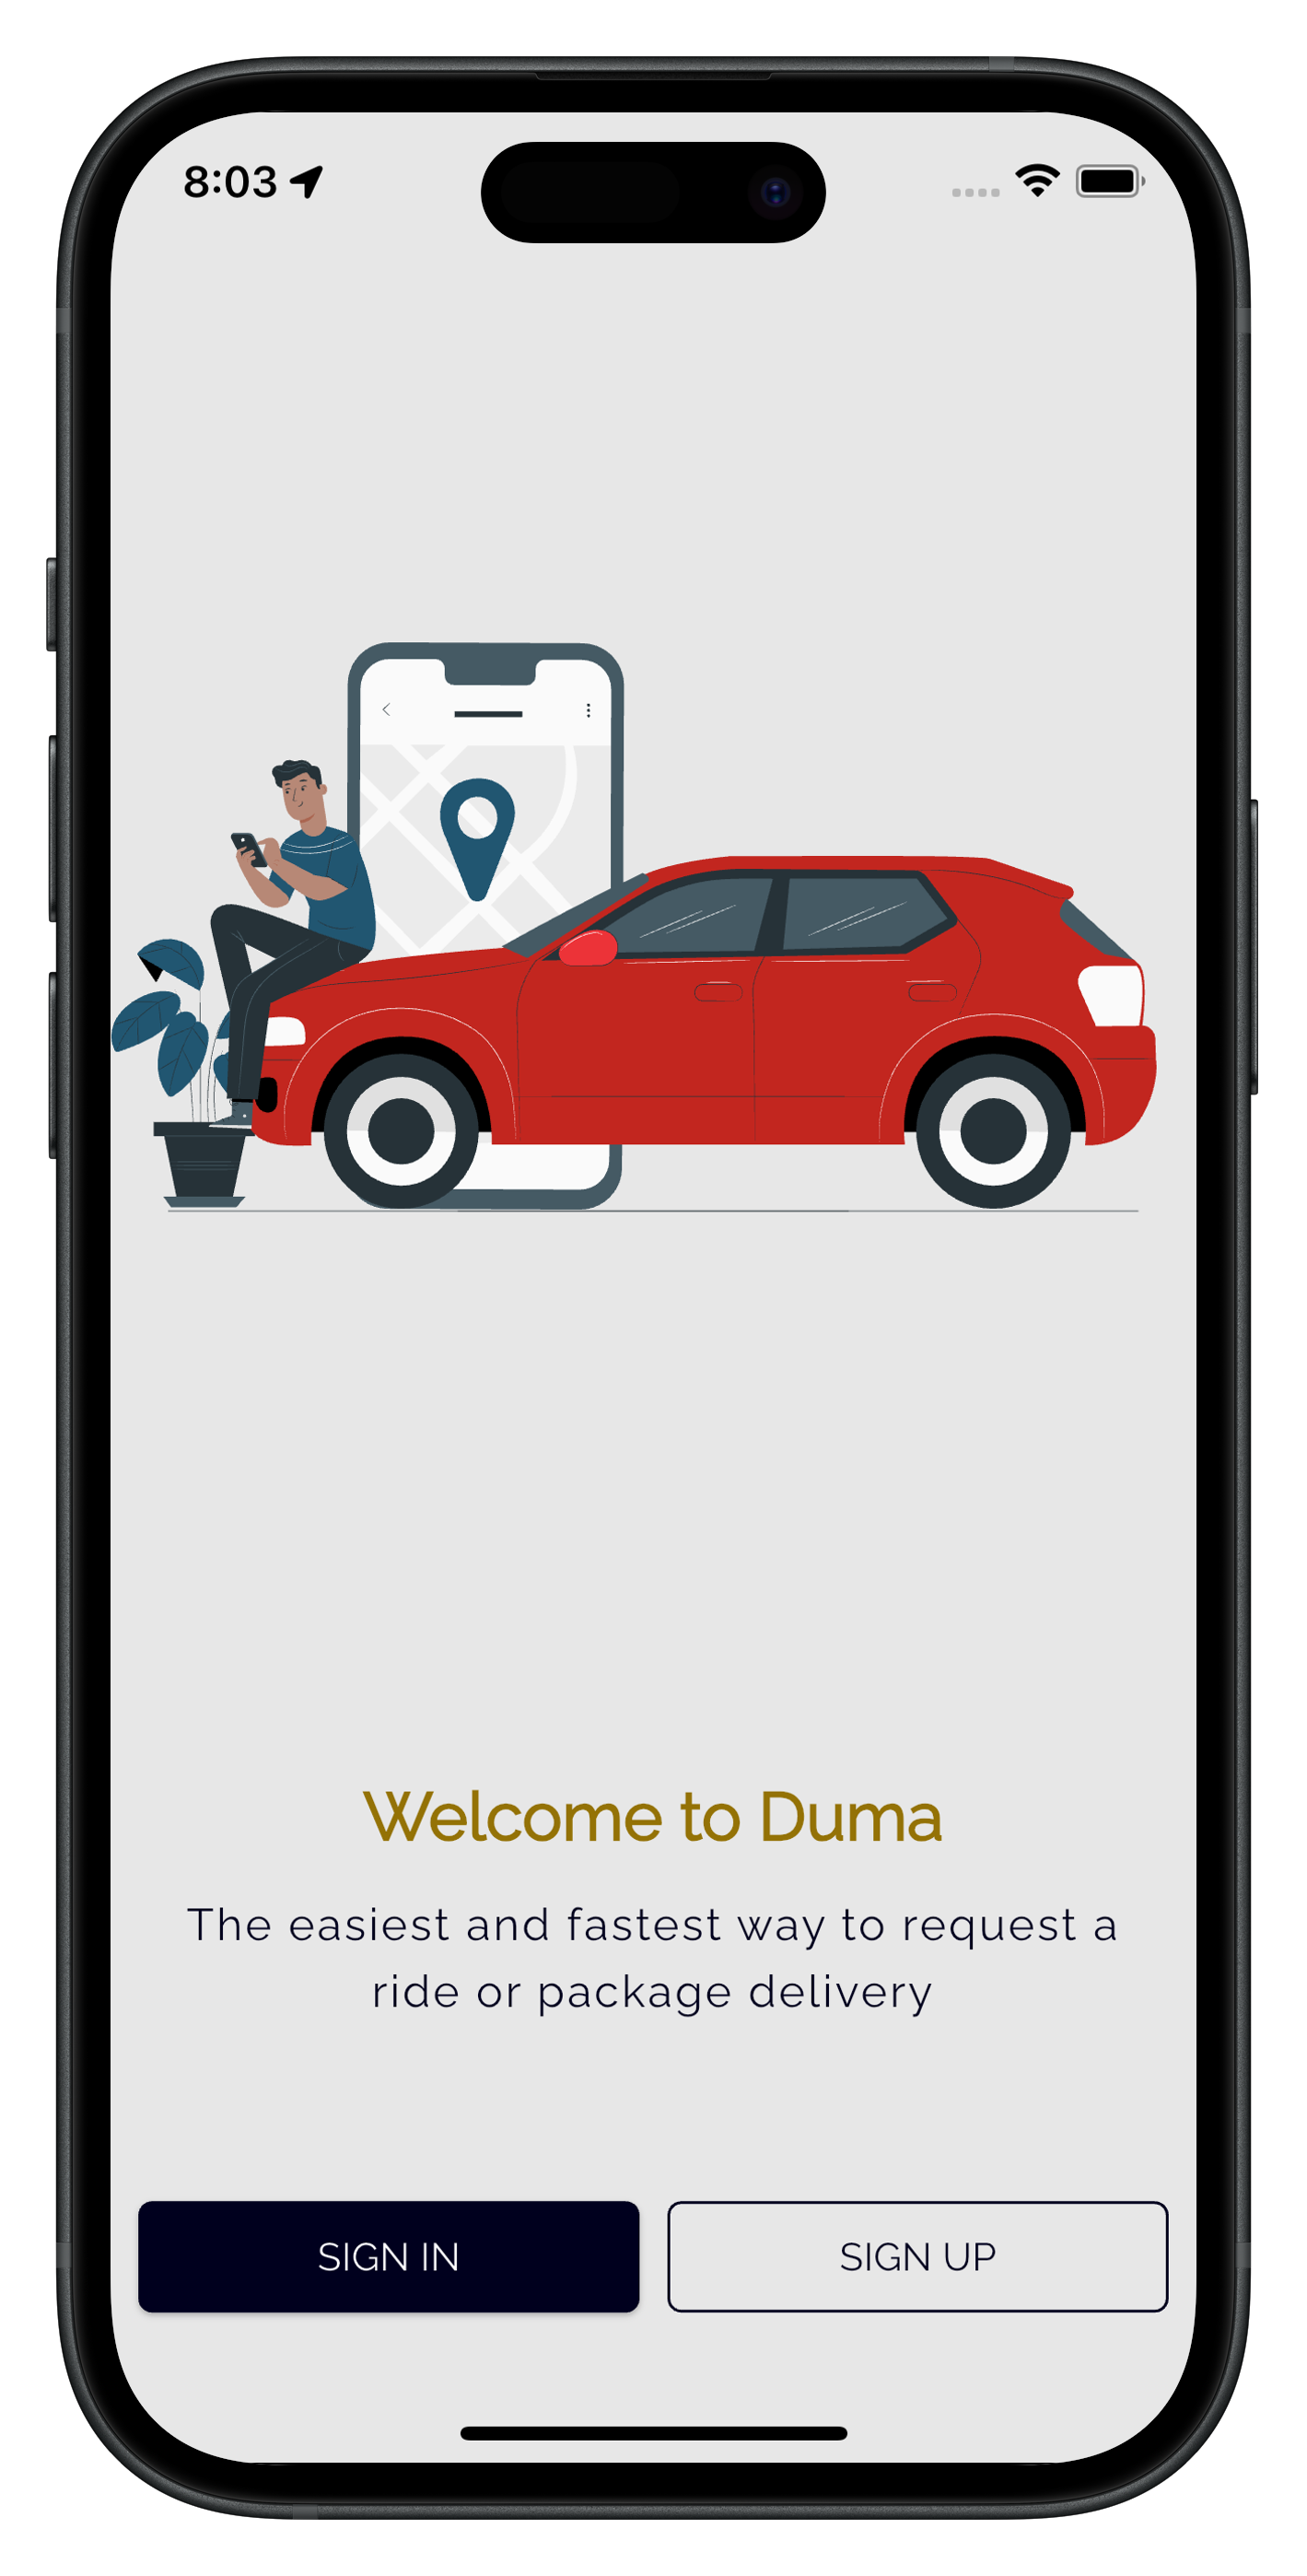 8:03
Welcome to Duma
The easiest and fastest way to request a
ride or package delivery
SIGN IN
SIGN UP